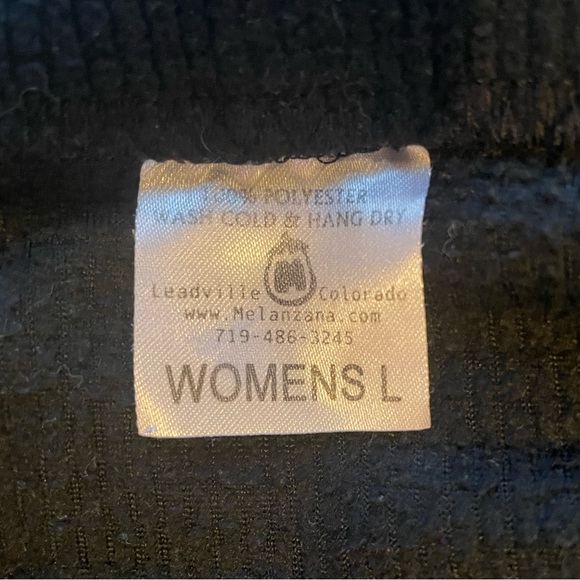 100% POLYESTER
WASH COLD & HANG DRY
Leadville Colorado
www.Melanzana.com
719-486-3245
WOMENS L